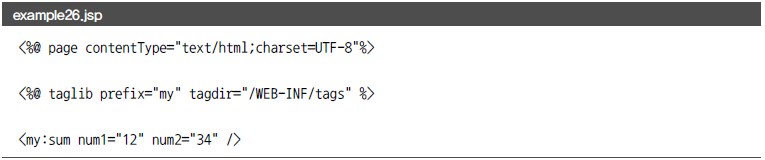 example26.jsp
<%@ page contentType="text/html;charset=UTF-8"%>
<%@ taglib prefix="my" tagdir="/WEB-INF/tags" %>
<my:sum num1="12" num2="34" />